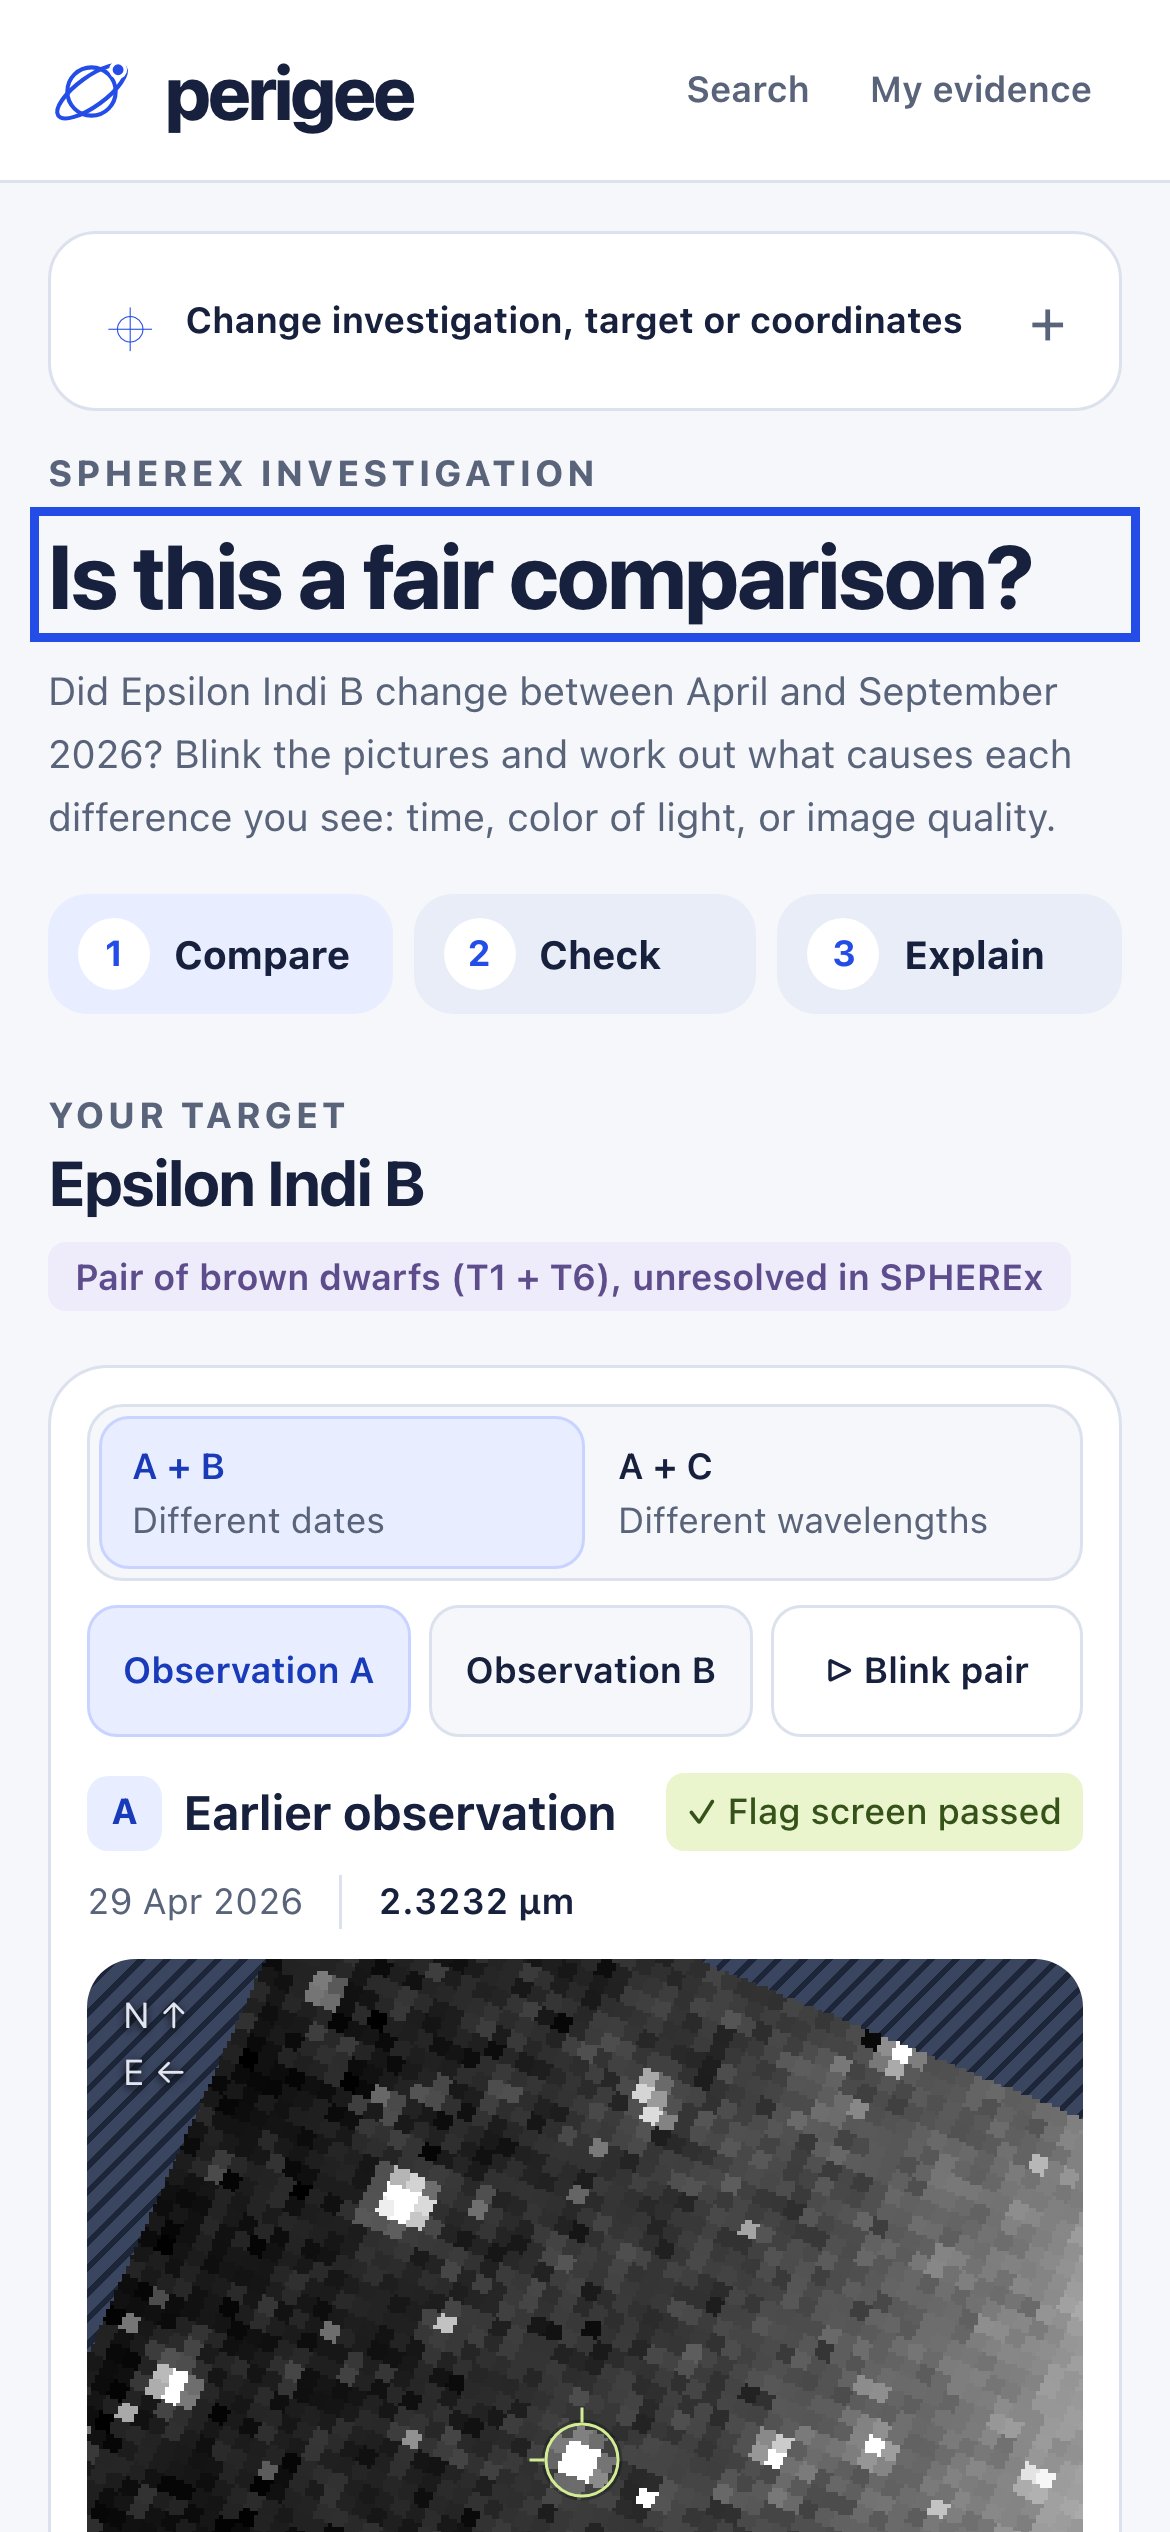 perigee
Search
My evidence
Change investigation, target or coordinates
+
SPHEREX INVESTIGATION
Is this a fair comparison?
Did Epsilon Indi B change between April and September
2026? Blink the pictures and work out what causes each
difference you see: time, color of light, or image quality.
1 Compare
2 Check
3 Explain
YOUR TARGET
Epsilon Indi B
Pair of brown dwarfs (T1 + T6), unresolved in SPHEREx
A + B
Different dates
A + C
Different wavelengths
Observation A
Observation B
▷ Blink pair
A Earlier observation
✓ Flag screen passed
29 Apr 2026
2.3232 µm
N ↑
E ←